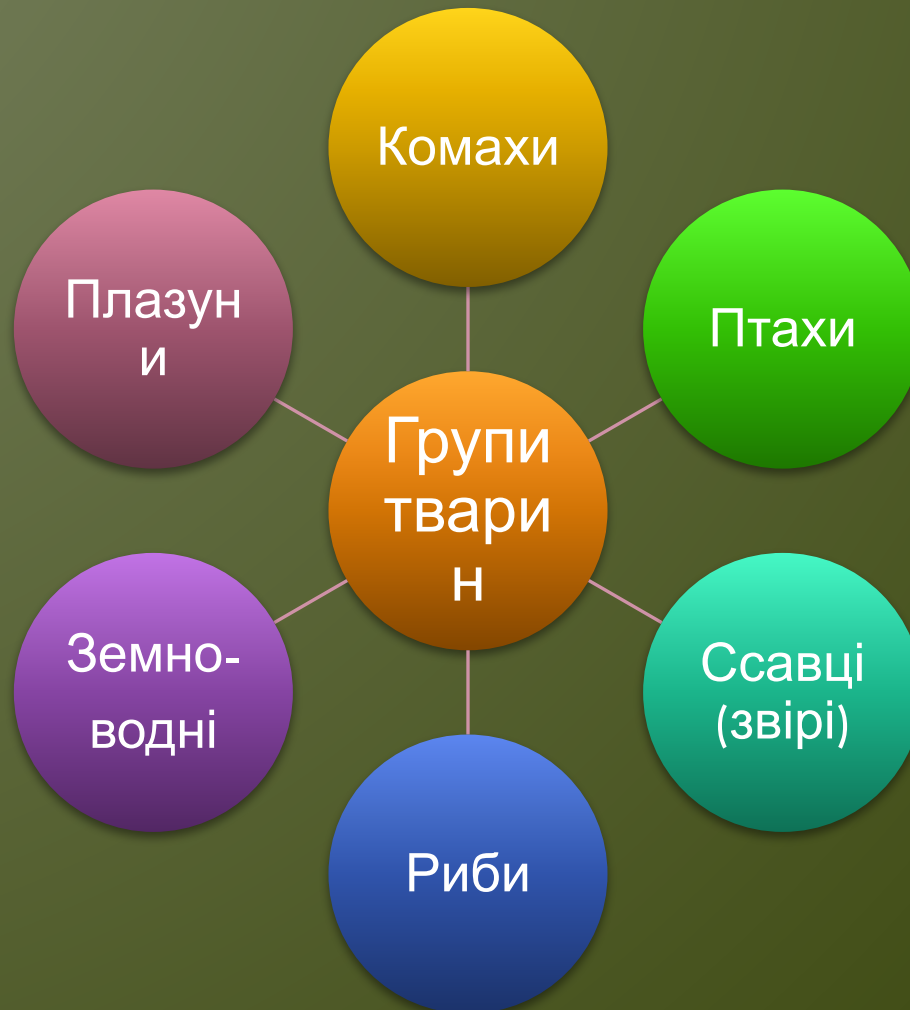 Комахи
Плазун
и
Птахи
Групи
твари
н
Земно-
водні
Ссавці
(звірі)
Риби